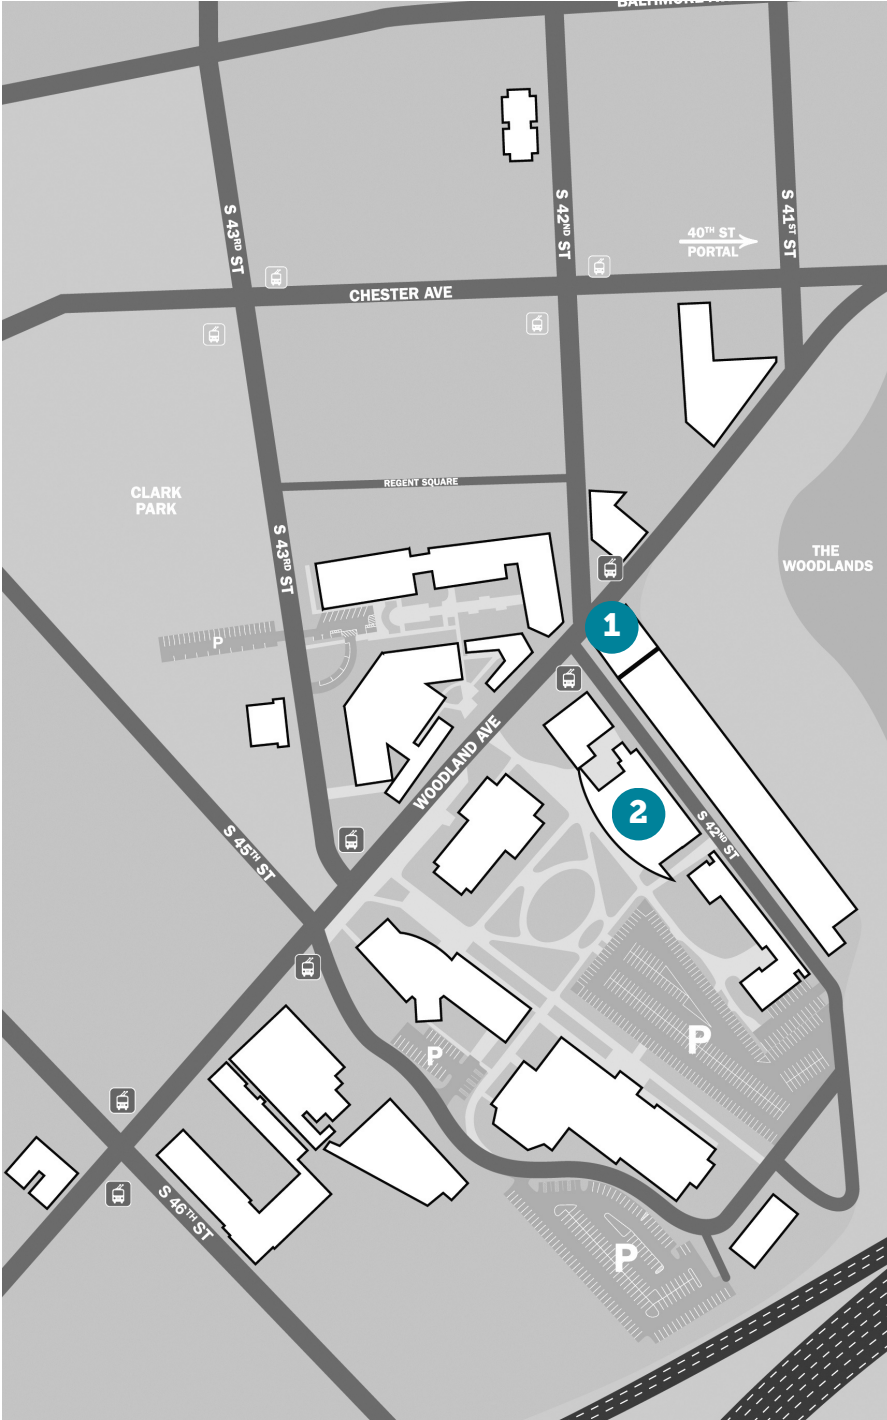 S 43RD ST
S 42ND ST
S 41ST ST
40TH ST
PORTAL
CHESTER AVE
REGENT SQUARE
CLARK
PARK
S 43RD ST
THE
WOODLANDS
1
P
WOODLAND AVE
2
S 42ND ST
S 45TH ST
P
P
S 46TH ST
P